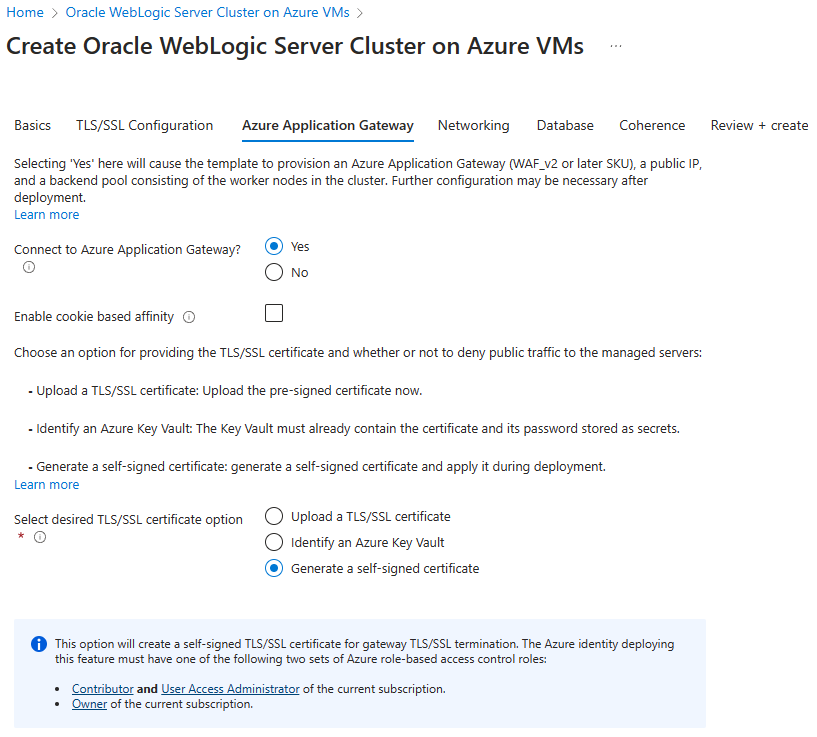 Home > Oracle WebLogic Server Cluster on Azure VMs >
Create Oracle WebLogic Server Cluster on Azure VMs ...
Basics TLS/SSL Configuration Azure Application Gateway Networking Database Coherence Review + create
Selecting 'Yes' here will cause the template to provision an Azure Application Gateway (WAF_v2 or later SKU), a public IP,
and a backend pool consisting of the worker nodes in the cluster. Further configuration may be necessary after
deployment.
Learn more
Connect to Azure Application Gateway?
Yes
No
Enable cookie based affinity
Choose an option for providing the TLS/SSL certificate and whether or not to deny public traffic to the managed servers:
- Upload a TLS/SSL certificate: Upload the pre-signed certificate now.
- Identify an Azure Key Vault: The Key Vault must already contain the certificate and its password stored as secrets.
- Generate a self-signed certificate: generate a self-signed certificate and apply it during deployment.
Learn more
Select desired TLS/SSL certificate option
*
Upload a TLS/SSL certificate
Identify an Azure Key Vault
Generate a self-signed certificate
This option will create a self-signed TLS/SSL certificate for gateway TLS/SSL termination. The Azure identity deploying
this feature must have one of the following two sets of Azure role-based access control roles:
• Contributor and User Access Administrator of the current subscription.
• Owner of the current subscription.